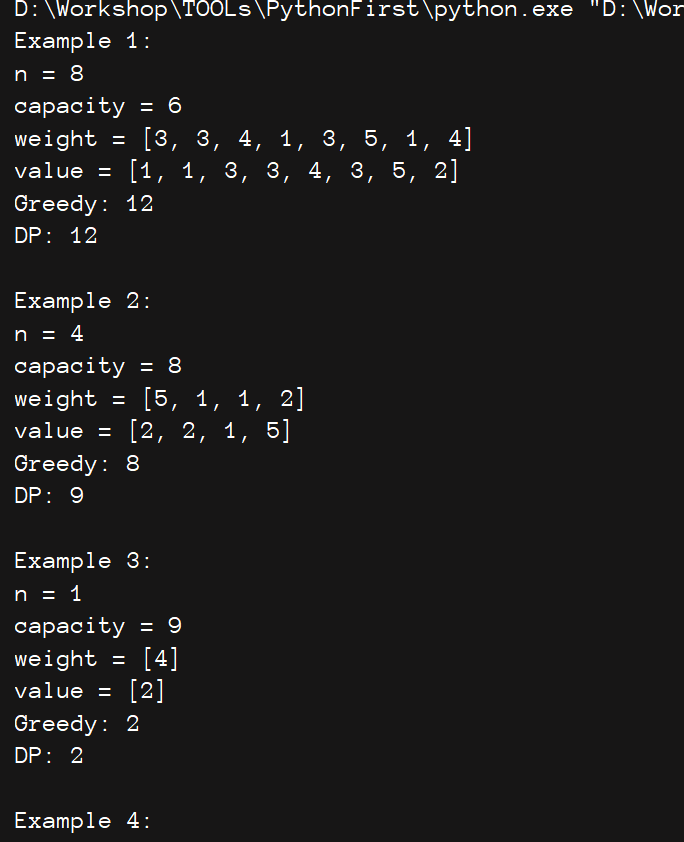 D:\Workshop\TOOLs\PythonFirst\python.exe "D:\Wor
Example 1:
n = 8
capacity = 6
weight = [3, 3, 4, 1, 3, 5, 1, 4]
value = [1, 1, 3, 3, 4, 3, 5, 2]
Greedy: 12
DP: 12
Example 2:
n = 4
capacity = 8
weight = [5, 1, 1, 2]
value = [2, 2, 1, 5]
Greedy: 8
DP: 9
Example 3:
n = 1
capacity = 9
weight = [4]
value = [2]
Greedy: 2
DP: 2
Example 4: